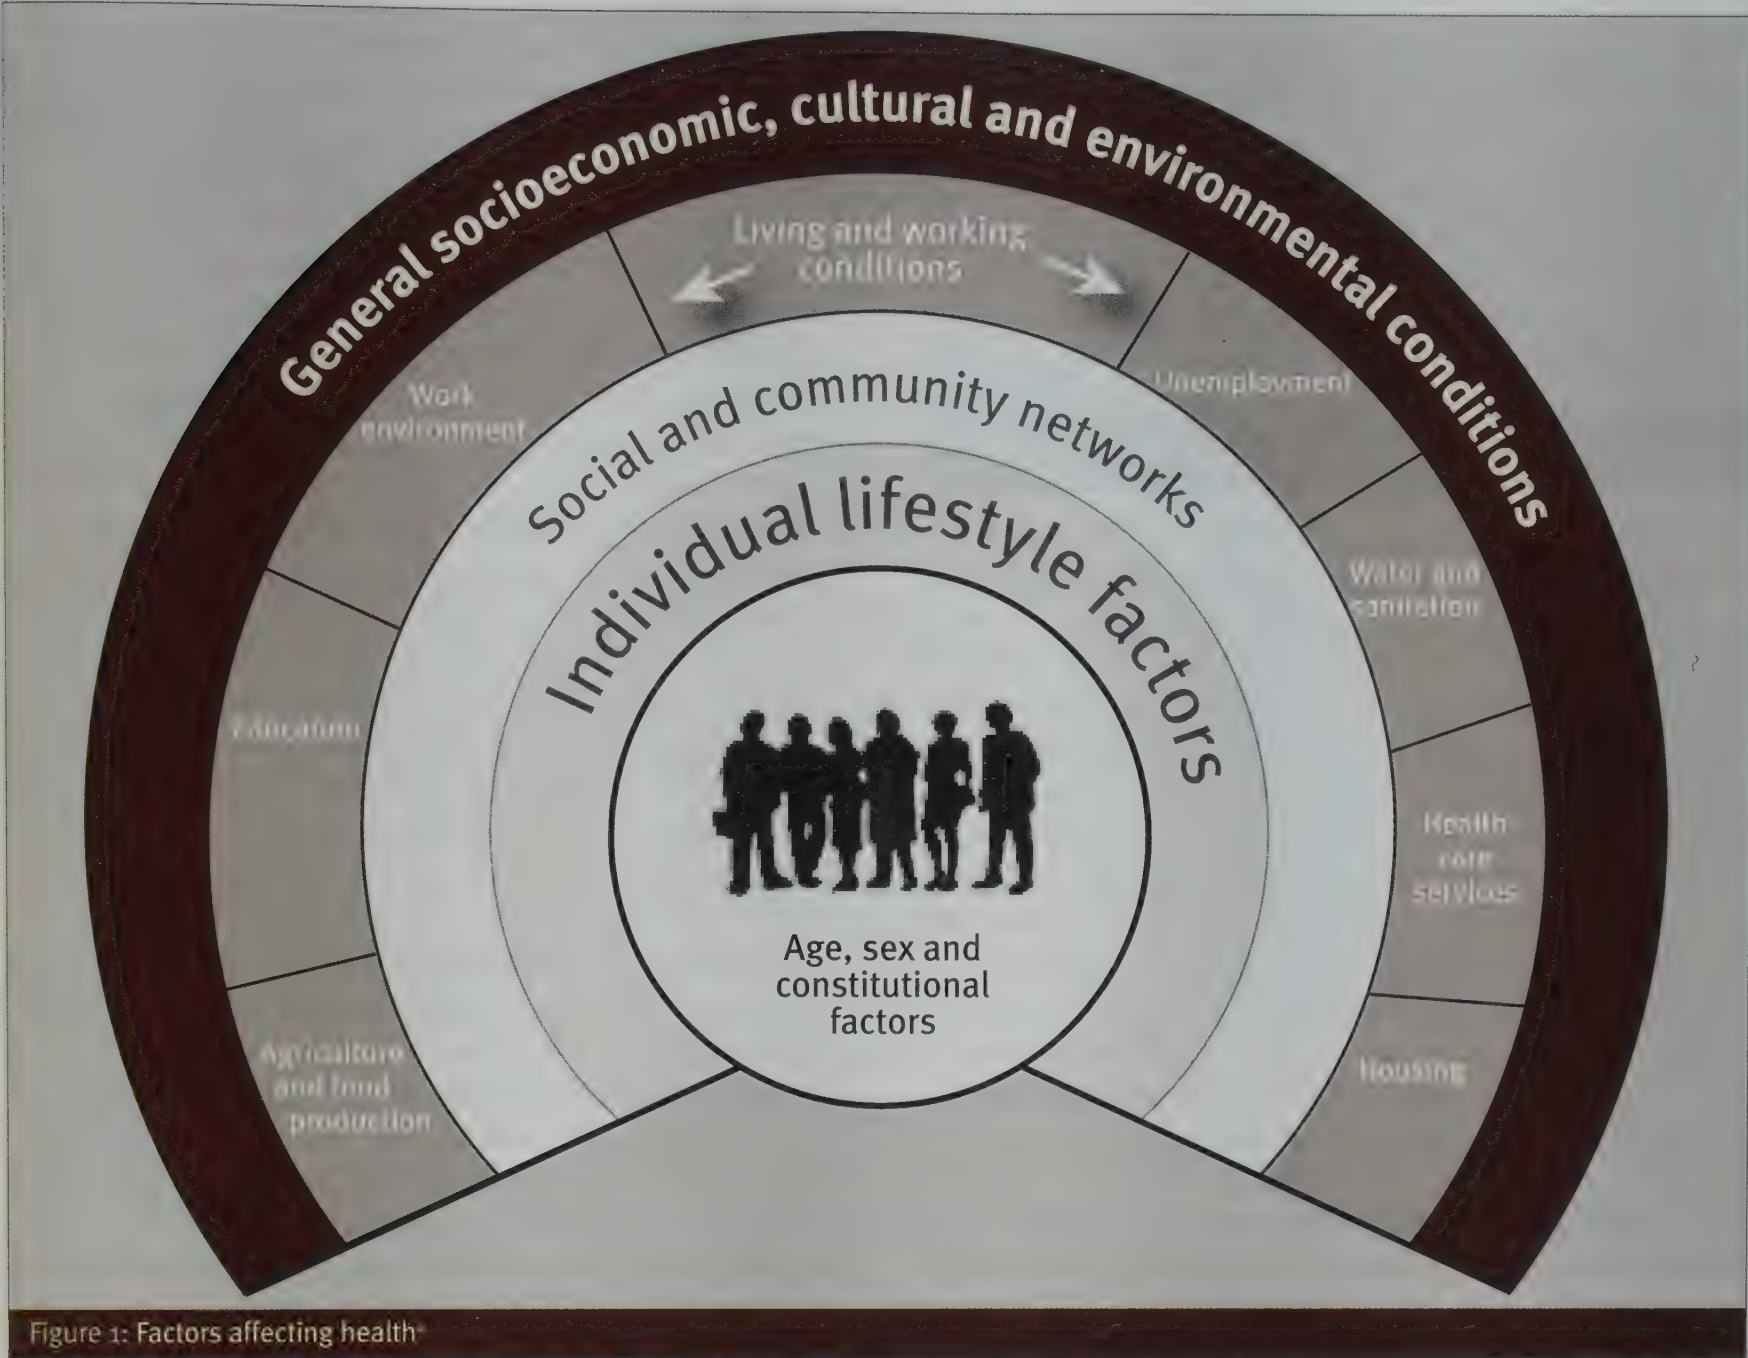 General socioeconomic, cultural and environmental conditions
Living and working
conditions
Work
environment
Unemployment
Social and community networks
Individual lifestyle factors
Water and
sanitation
Education
Health
care
services
Age, sex and
constitutional
factors
Agriculture
and food
production
Housing
Figure 1: Factors affecting health